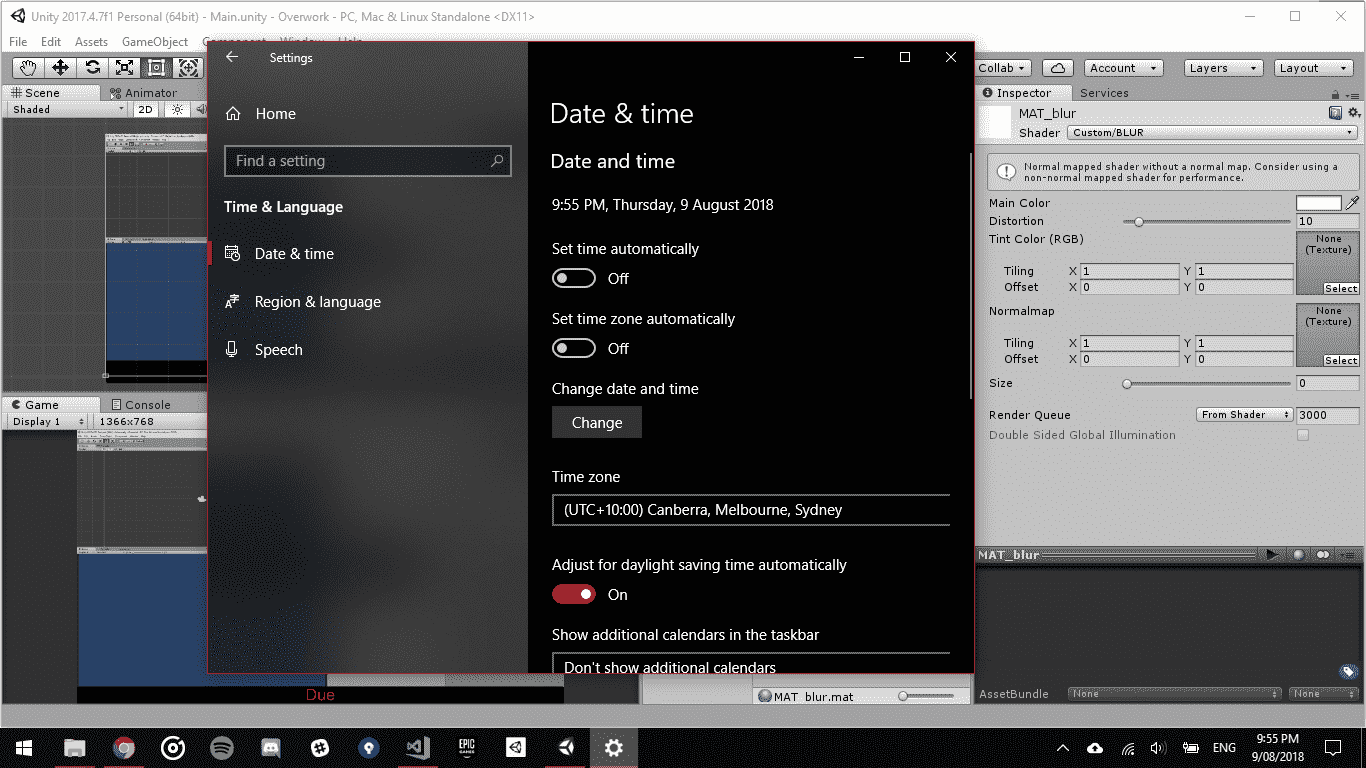 Unity 2017.4.7f1 Personal (64bit) - Main.unity - Overwork - PC, Mac & Linux Standalone <DX11>
File Edit Assets GameObject Component Window Help
Collab Account Layers Layout
Scene Animator
Shaded 2D
Settings
Home
Find a setting
Time & Language
Date & time
Region & language
Speech
Date & time
Date and time
9:55 PM, Thursday, 9 August 2018
Set time automatically
Off
Set time zone automatically
Off
Change date and time
Change
Time zone
(UTC+10:00) Canberra, Melbourne, Sydney
Adjust for daylight saving time automatically
On
Show additional calendars in the taskbar
Don't show additional calendars
Inspector Services
MAT_blur
Shader Custom/BLUR
Normal mapped shader without a normal map. Consider using a
non-normal mapped shader for performance.
Main Color
Distortion 10
Tint Color (RGB) None
(Texture)
Tiling X 1 Y 1
Offset X 0 Y 0
Select
Normalmap None
(Texture)
Tiling X 1 Y 1
Offset X 0 Y 0
Select
Size 0
Render Queue From Shader 3000
Double Sided Global Illumination
MAT_blur
AssetBundle None None
Game Console
Display 1 1366x768
Due
MAT_blur.mat
EPIC
GAMES
ENG
9:55 PM
9/08/2018